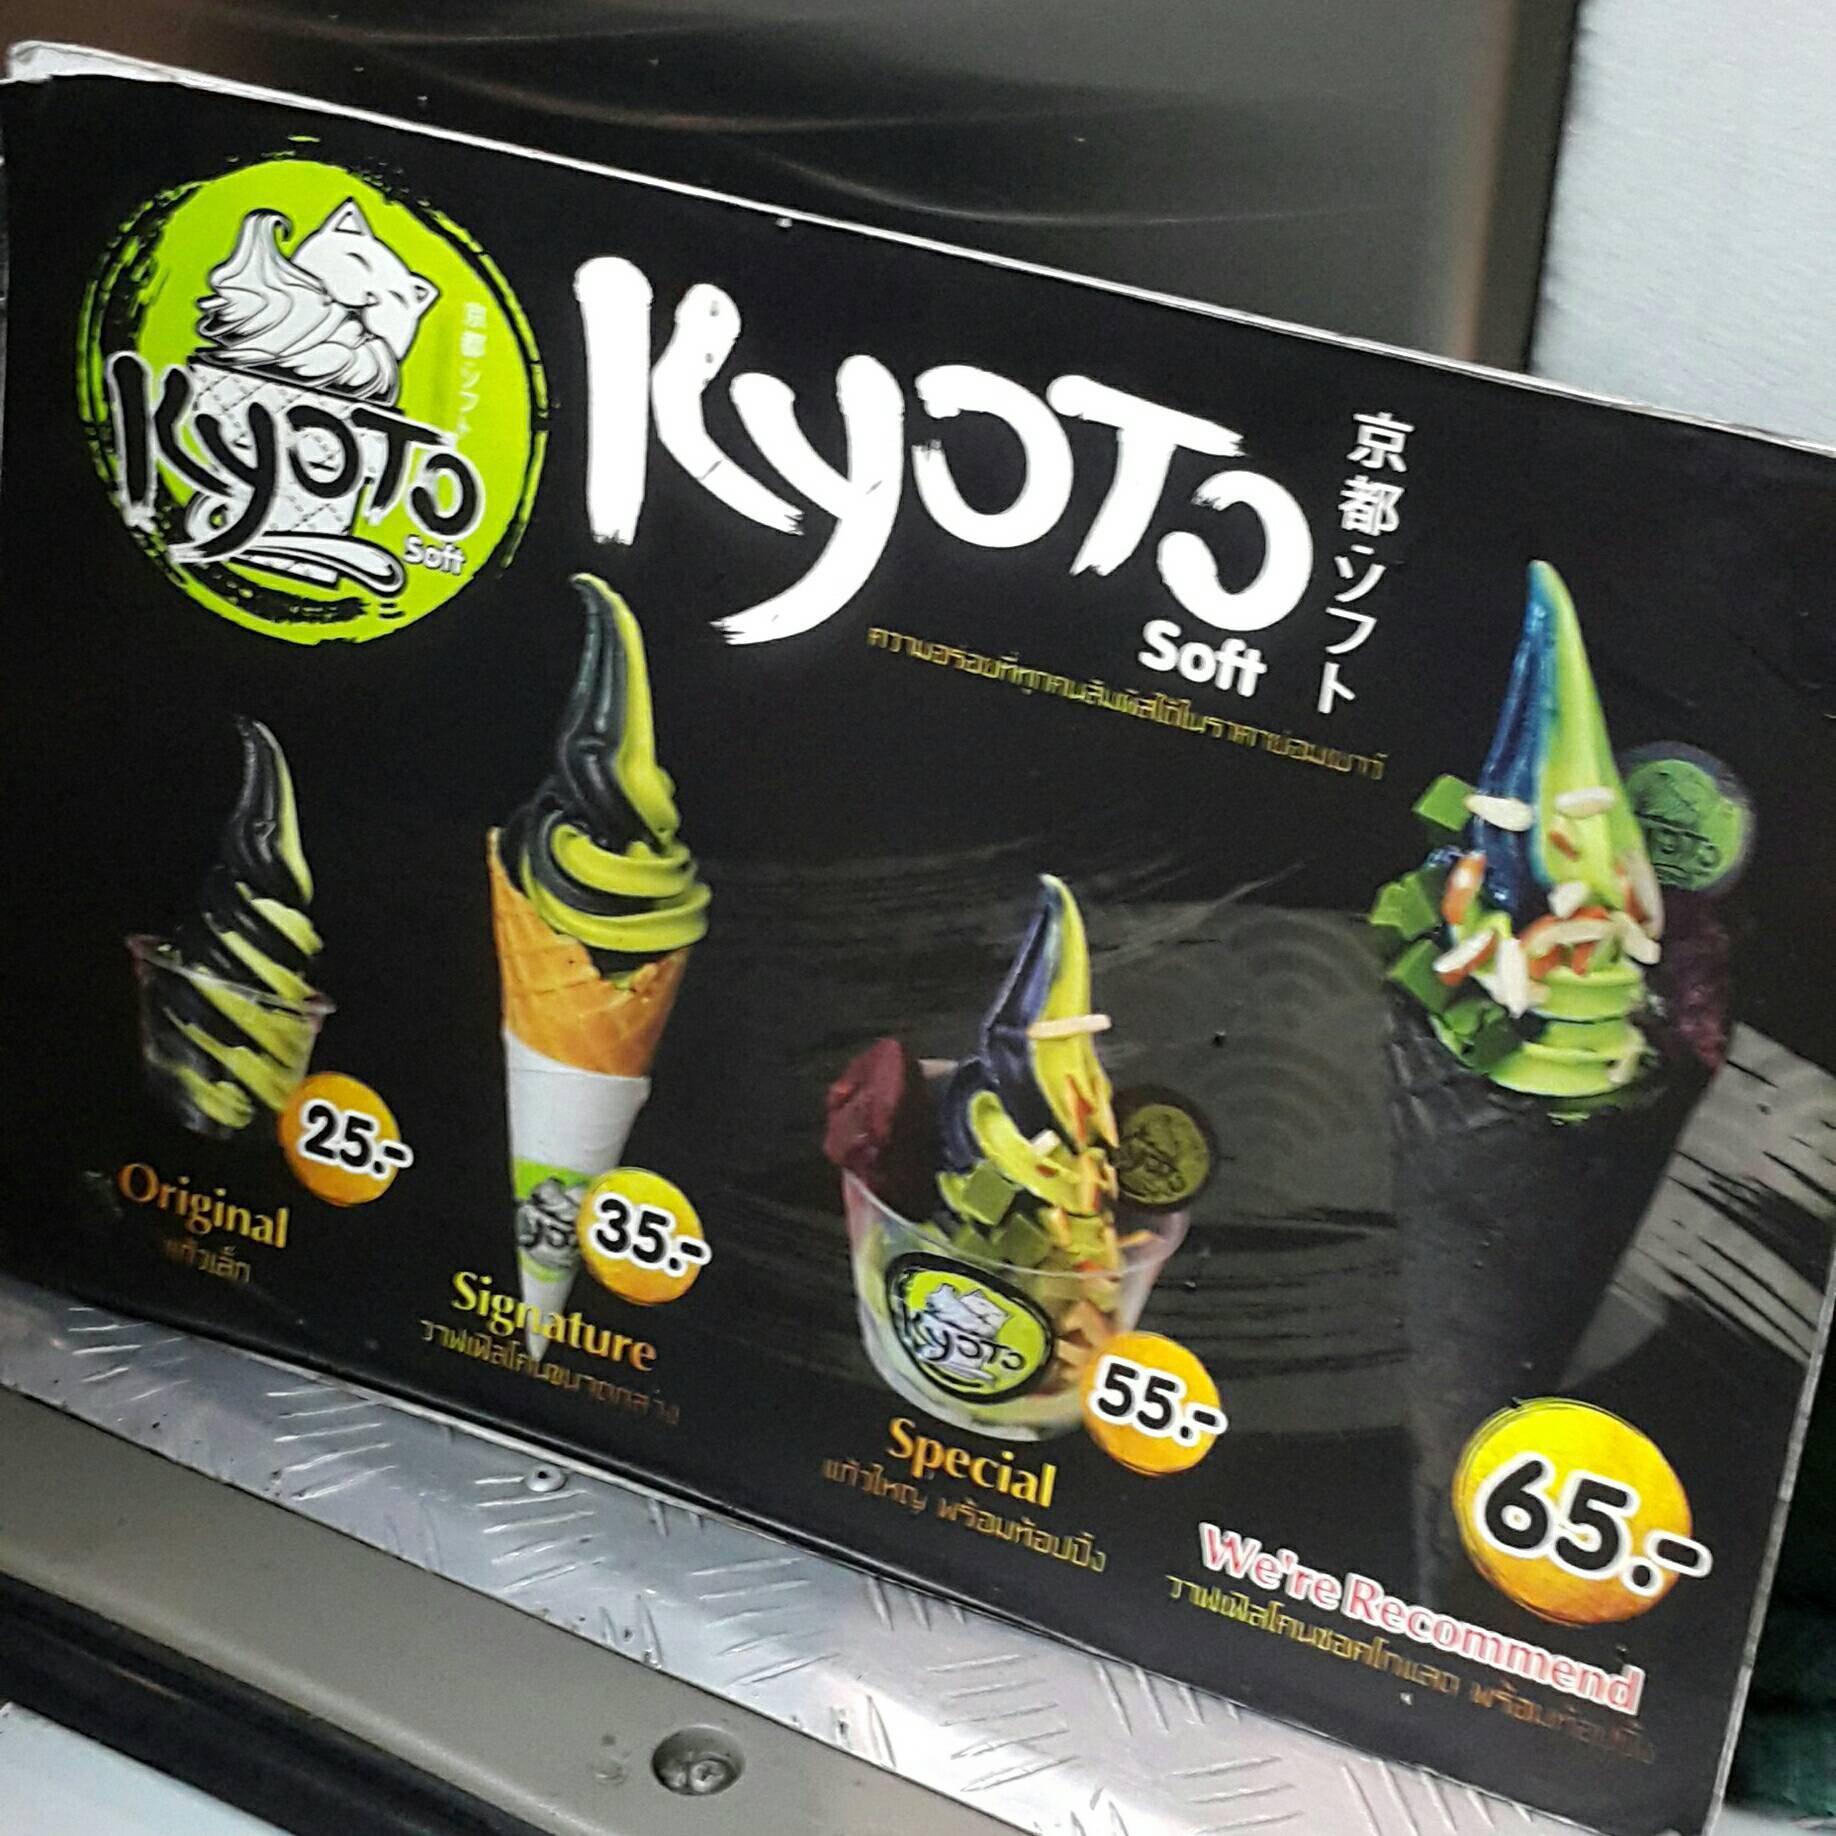 京都・ソフト
KYOTO
Soft
KYOTO
Soft
京都・ソフト
ความอร่อยที่ทุกคนสัมผัสได้ในราคาย่อมเยาว์
25.-
Original
แก้วเล็ก
35.-
Signature
วาฟเฟิลโคนขนาดกลาง
KYOTO
55.-
Special
แก้วใหญ่ พร้อมท้อปปิ้ง
KYOTO
65.-
We're Recommend
วาฟเฟิลโคนชอคโกแลต พร้อมท้อปปิ้ง